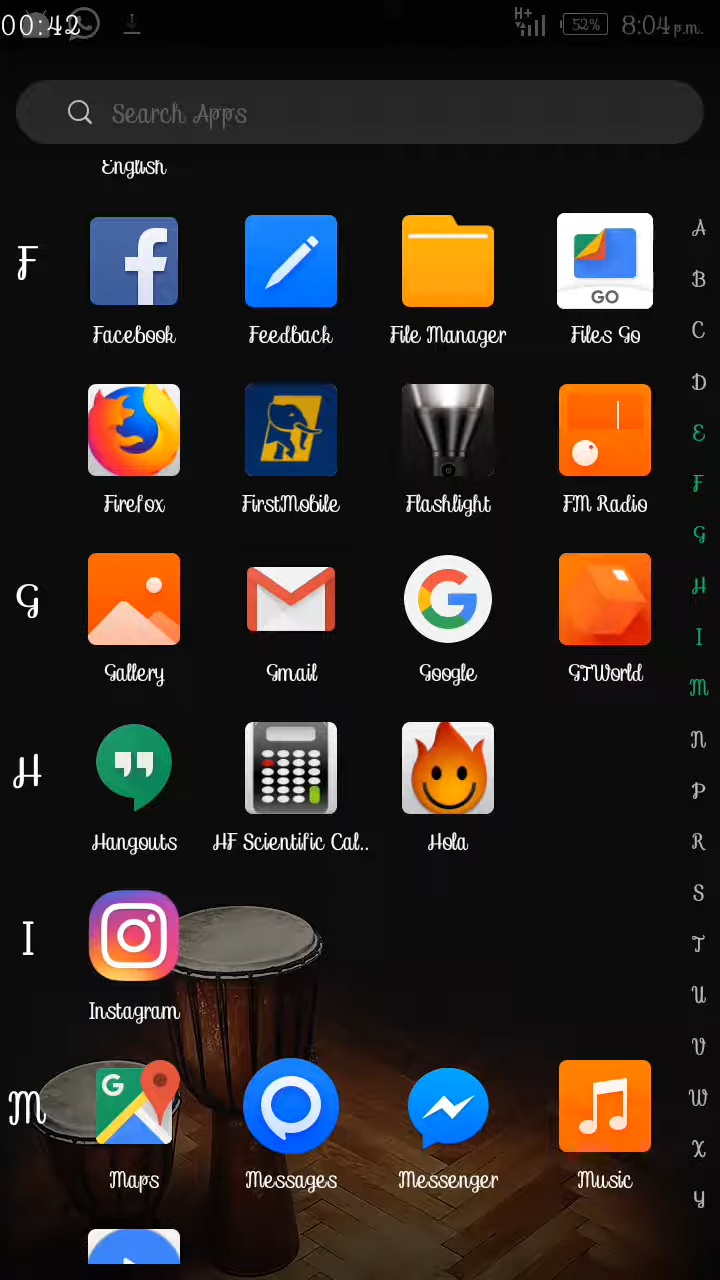 00:42 H+ 52% 8:04 p.m.
Search Apps
English
F
Facebook Feedback File Manager Files Go
GO
Firefox FirstMobile Flashlight FM Radio
G
Gallery Gmail Google GTWorld
H
Hangouts HF Scientific Cal.. Hola
I
Instagram
M
G
Maps Messages Messenger Music
A
B
C
D
E
F
G
H
I
M
N
P
R
S
T
U
V
W
X
Y